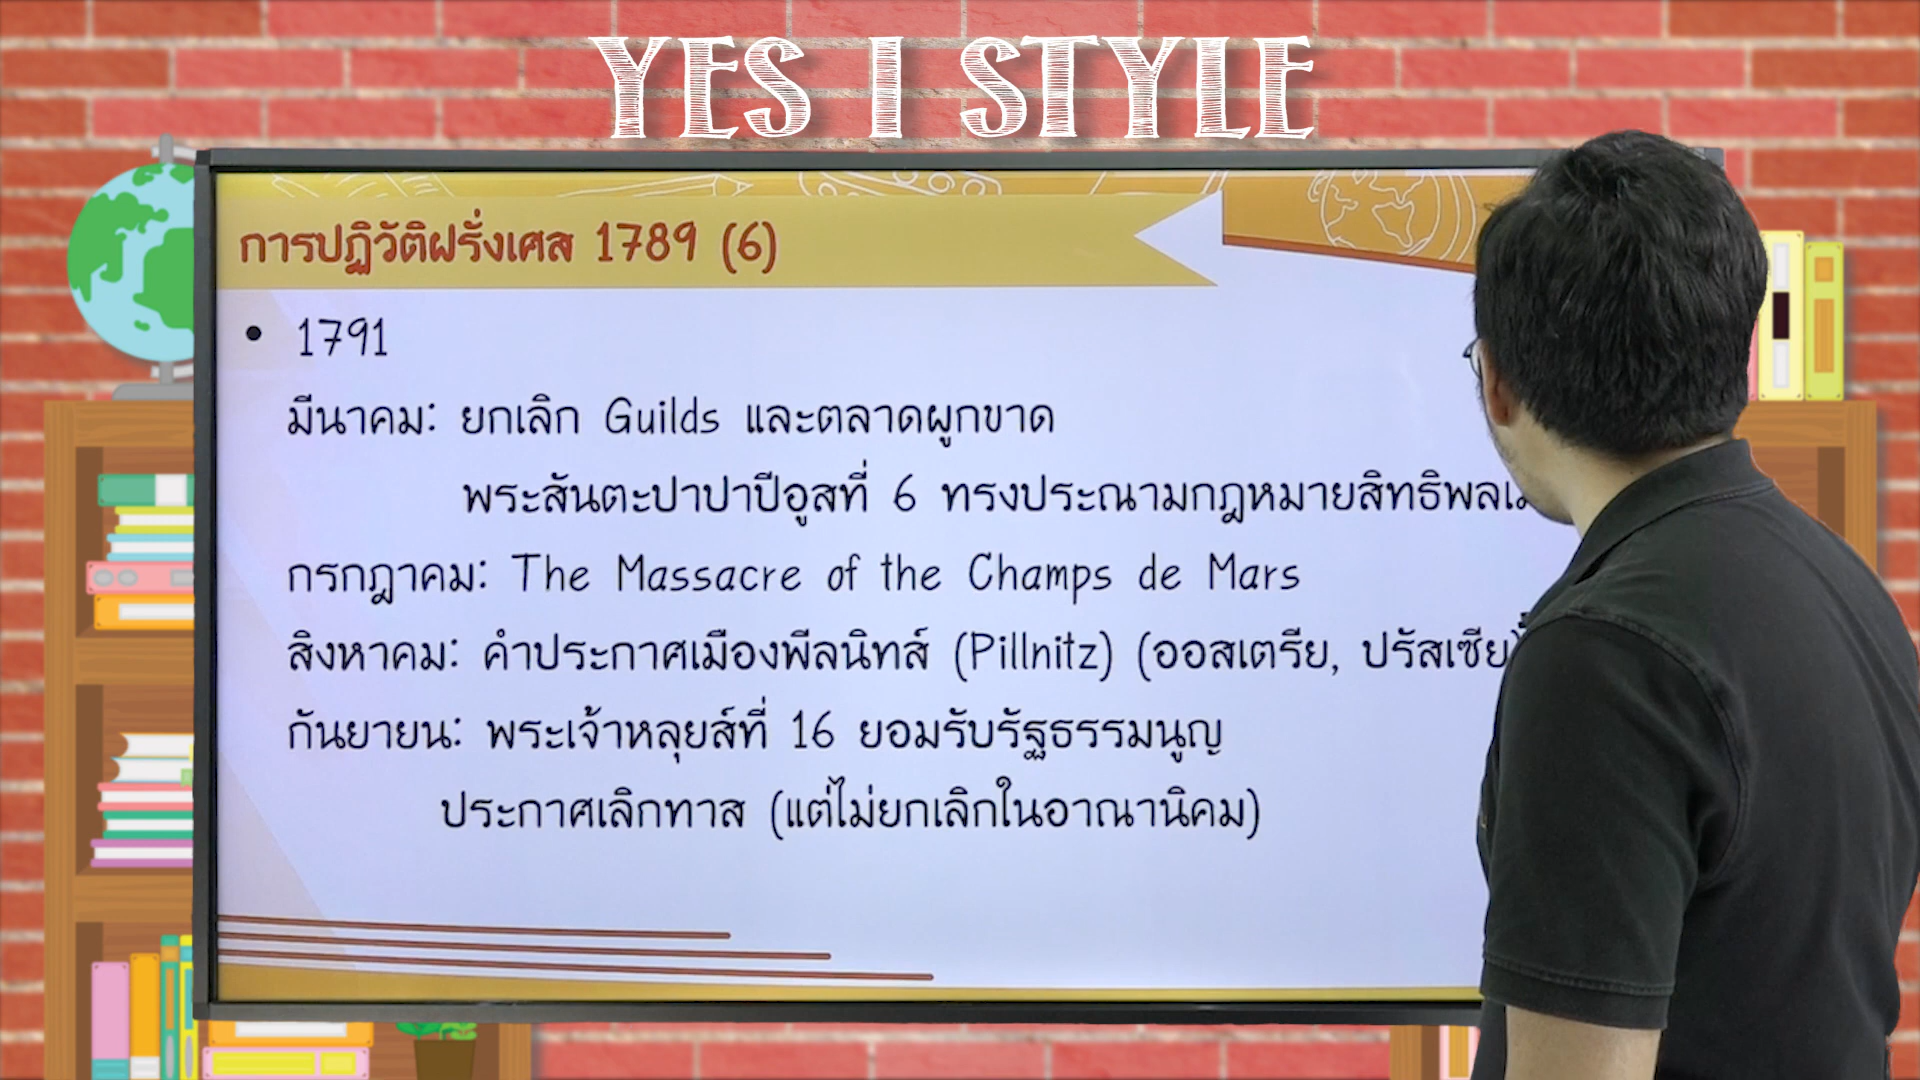 YES I STYLE
การปฏิวัติฝรั่งเศส 1789 (6)
• 1791
มีนาคม: ยกเลิก Guilds และตลาดผูกขาด
พระสันตะปาปาปีอูสที่ 6 ทรงประณามกฎหมายสิทธิ
กรกฎาคม: The Massacre of the Champs de Mars
สิงหาคม: คำประกาศเมืองพีลนิทส์ (Pillnitz) (ออสเตรีย, ปรัสเซีย)
กันยายน: พระเจ้าหลุยส์ที่ 16 ยอมรับรัฐธรรมนูญ
ประกาศเลิกทาส (แต่ไม่ยกเลิกในอาณานิคม)